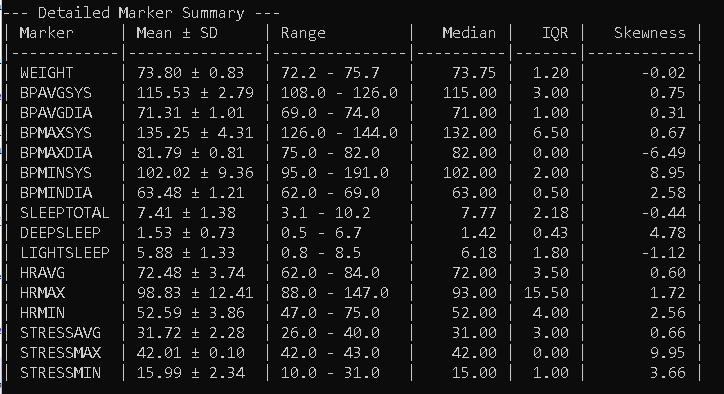 --- Detailed Marker Summary ---
| Marker | Mean ± SD | Range | Median | IQR | Skewness |
|------------|----------------|----------------|---------|-------|-----------|
| WEIGHT | 73.80 ± 0.83 | 72.2 - 75.7 | 73.75 | 1.20 | -0.02 |
| BPAVGSYS | 115.53 ± 2.79 | 108.0 - 126.0 | 115.00 | 3.00 | 0.75 |
| BPAVGDIA | 71.31 ± 1.01 | 69.0 - 74.0 | 71.00 | 1.00 | 0.31 |
| BPMAXSYS | 135.25 ± 4.31 | 126.0 - 144.0 | 132.00 | 6.50 | 0.67 |
| BPMAXDIA | 81.79 ± 0.81 | 75.0 - 82.0 | 82.00 | 0.00 | -6.49 |
| BPMINSYS | 102.02 ± 9.36 | 95.0 - 191.0 | 102.00 | 2.00 | 8.95 |
| BPMINDIA | 63.48 ± 1.21 | 62.0 - 69.0 | 63.00 | 0.50 | 2.58 |
| SLEEPTOTAL | 7.41 ± 1.38 | 3.1 - 10.2 | 7.77 | 2.18 | -0.44 |
| DEEPSLEEP | 1.53 ± 0.73 | 0.5 - 6.7 | 1.42 | 0.43 | 4.78 |
| LIGHTSLEEP | 5.88 ± 1.33 | 0.8 - 8.5 | 6.18 | 1.80 | -1.12 |
| HRAVG | 72.48 ± 3.74 | 62.0 - 84.0 | 72.00 | 3.50 | 0.60 |
| HRMAX | 98.83 ± 12.41 | 88.0 - 147.0 | 93.00 | 15.50 | 1.72 |
| HRMIN | 52.59 ± 3.86 | 47.0 - 75.0 | 52.00 | 4.00 | 2.56 |
| STRESSAVG | 31.72 ± 2.28 | 26.0 - 40.0 | 31.00 | 3.00 | 0.66 |
| STRESSMAX | 42.01 ± 0.10 | 42.0 - 43.0 | 42.00 | 0.00 | 9.95 |
| STRESSMIN | 15.99 ± 2.34 | 10.0 - 31.0 | 15.00 | 1.00 | 3.66 |